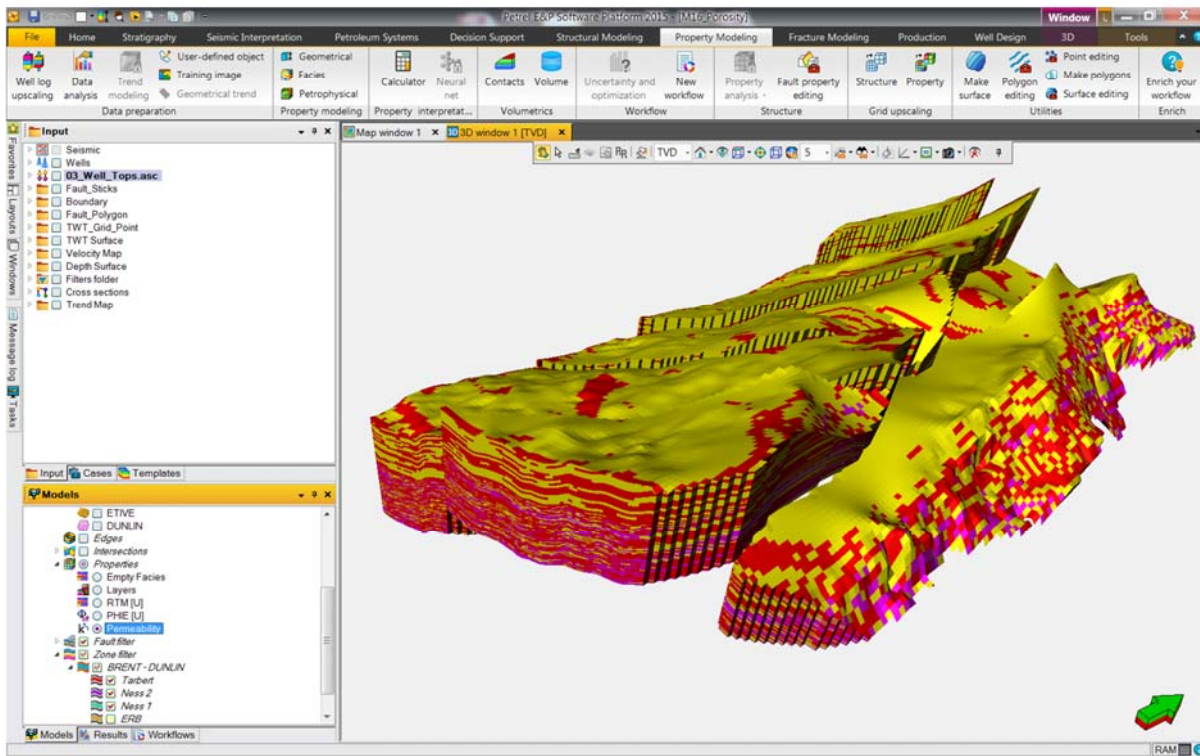 Petrel E&P Software Platform 2015 - [M16_Porosity]
Window
File Home Stratigraphy Seismic Interpretation Petroleum Systems Decision Support Structural Modeling Property Modeling Fracture Modeling Production Well Design 3D Tools
Well log upscaling
Data analysis
Trend modeling
User-defined object
Training image
Geometrical trend
Data preparation
Geometrical
Facies
Petrophysical
Property modeling
Calculator
Neural net
Property interpretat...
Contacts
Volume
Volumetrics
Uncertainty and optimization
New workflow
Workflow
Property analysis
Fault property editing
Structure
Structure
Property
Grid upscaling
Make surface
Polygon editing
Point editing
Make polygons
Surface editing
Utilities
Enrich your workflow
Enrich
Favorites
Layouts
Windows
Message log
Tasks
Input
Seismic
Wells
03_Well_Tops.asc
Fault_Sticks
Boundary
Fault_Polygon
TWT_Grid_Point
TWT Surface
Velocity Map
Depth Surface
Filters folder
Cross sections
Trend Map
Input Cases Templates
Models
ETIVE
DUNLIN
Edges
Intersections
Properties
Empty Facies
Layers
RTM [U]
PHIE [U]
Permeability
Fault filter
Zone filter
BRENT - DUNLIN
Tarbert
Ness 2
Ness 1
ERB
Models Results Workflows
Map window 1
3D 3D window 1 [TVD]
TVD
5
RAM